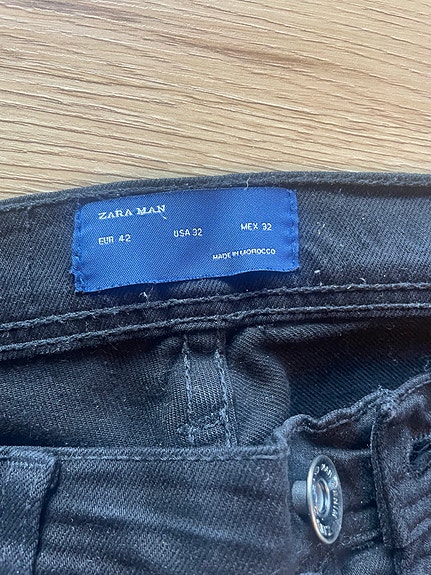 ZARA MAN
EUR 42 USA 32 MEX 32
MADE IN MOROCCO